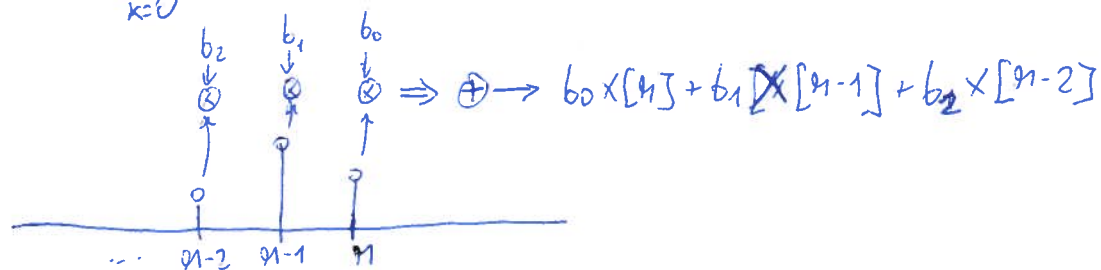 k=0
b₂ b₁ b₀
⊗ ⊗ ⊗ ⇒ ⊕ → b₀x[n] + b₁x[n-1] + b₂x[n-2]
... n-2 n-1 n